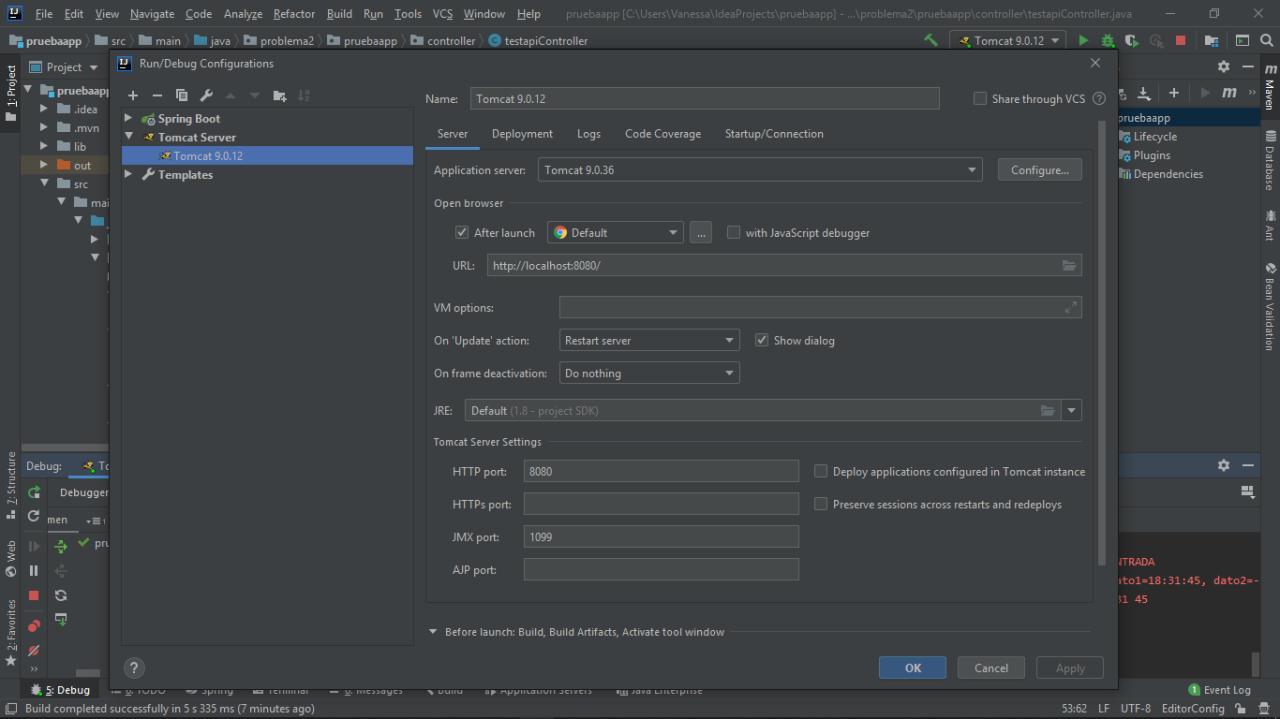 File Edit View Navigate Code Analyze Refactor Build Run Tools VCS Window Help pruebaapp [C:\Users\Vanessa\IdeaProjects\pruebaapp] - ...\problema2\pruebaapp\controller\testapiController.java
pruebaapp src main java problema2 pruebaapp controller testapiController Tomcat 9.0.12
1: Project
Project
pruebaapp
.idea
.mvn
lib
out
src
mai
Run/Debug Configurations
Spring Boot
Tomcat Server
Tomcat 9.0.12
Templates
Name: Tomcat 9.0.12 Share through VCS
Server Deployment Logs Code Coverage Startup/Connection
Application server: Tomcat 9.0.36 Configure...
Open browser
After launch Default ... with JavaScript debugger
URL: http://localhost:8080/
VM options:
On 'Update' action: Restart server Show dialog
On frame deactivation: Do nothing
JRE: Default (1.8 - project SDK)
Tomcat Server Settings
HTTP port: 8080 Deploy applications configured in Tomcat instance
HTTPs port: Preserve sessions across restarts and redeploys
JMX port: 1099
AJP port:
Before launch: Build, Build Artifacts, Activate tool window
? OK Cancel Apply
pruebaapp
Lifecycle
Plugins
Dependencies
Maven
Database
Ant
Bean Validation
7: Structure
Web
2: Favorites
Debug: To
Debugger
men
pru
NTRADA
ato1=18:31:45, dato2=-
31 45
5: Debug 6: TODO Spring Terminal 0: Messages Build Application Servers Java Enterprise 1 Event Log
Build completed successfully in 5 s 335 ms (7 minutes ago) 53:62 LF UTF-8 EditorConfig